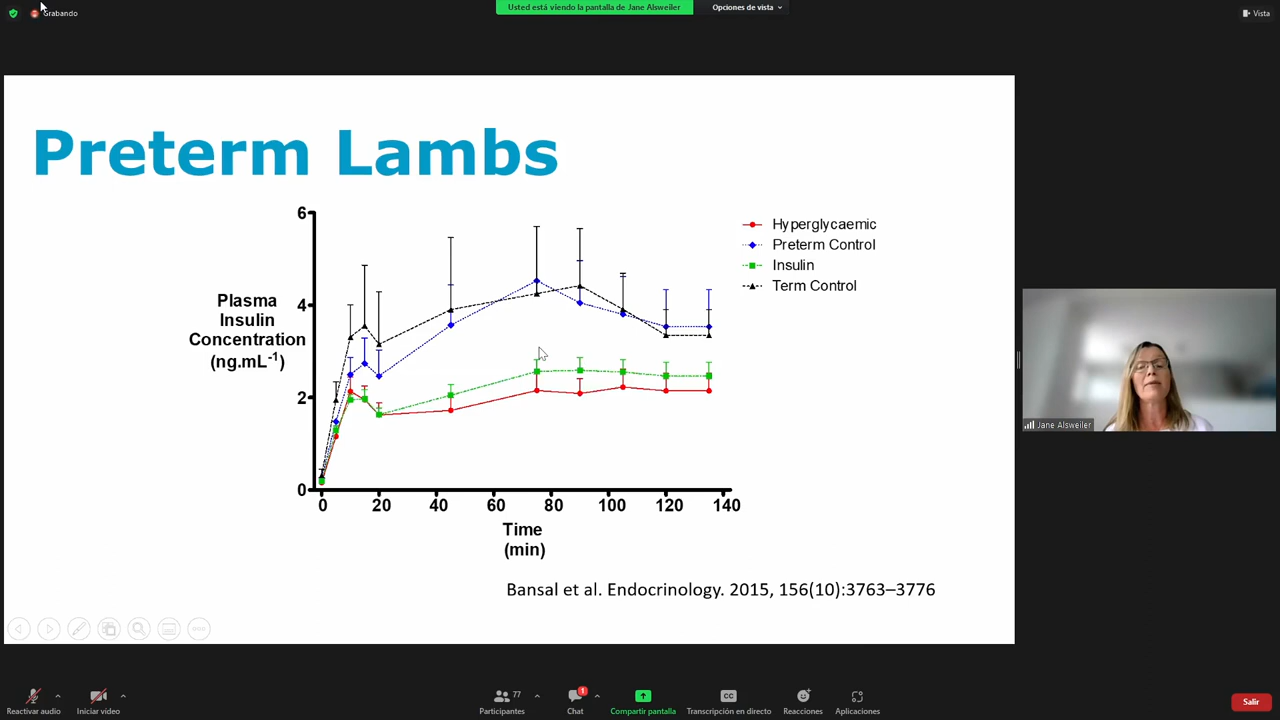 Grabando
Usted está viendo la pantalla de Jane Alsweiler
Opciones de vista
Vista
Preterm Lambs
6
4
2
0
Plasma
Insulin
Concentration
(ng.mL-1)
0 20 40 60 80 100 120 140
Time
(min)
Hyperglycaemic
Preterm Control
Insulin
Term Control
Bansal et al. Endocrinology. 2015, 156(10):3763–3776
Jane Alsweiler
Reactivar audio
Iniciar video
77
Participantes
1
Chat
Compartir pantalla
CC
Transcripción en directo
Reacciones
Aplicaciones
Salir